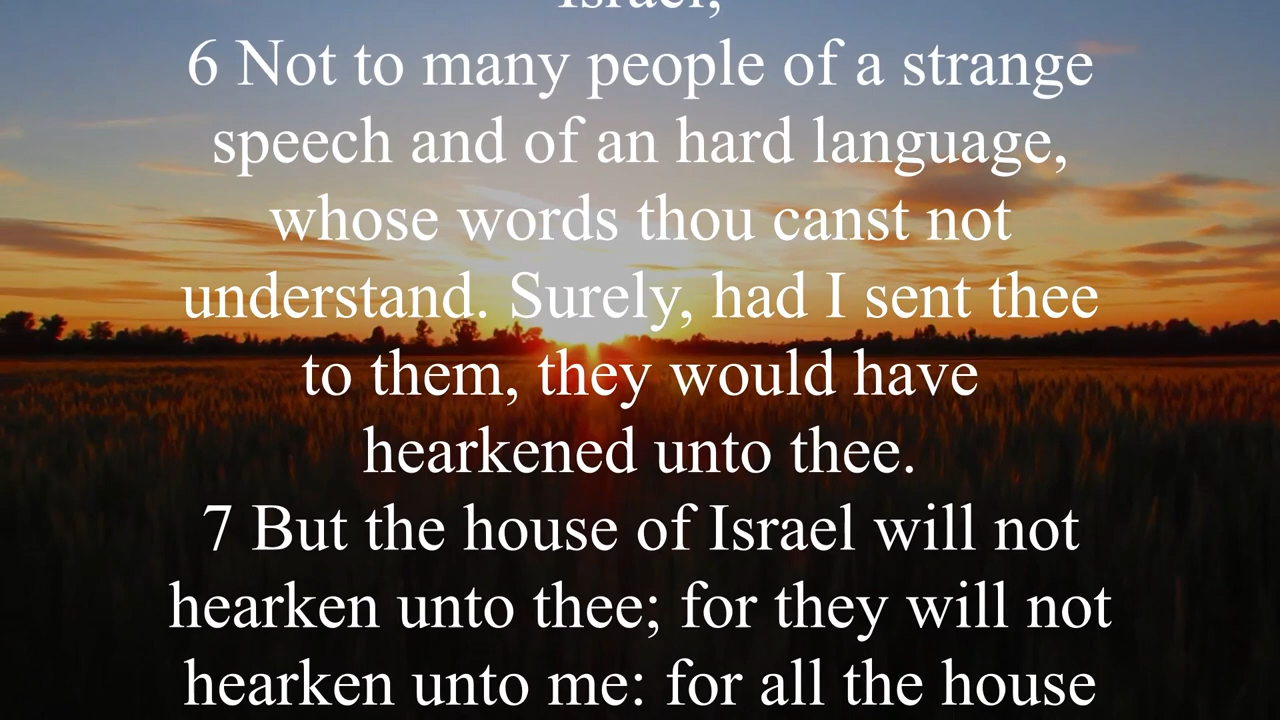 Israel,
6 Not to many people of a strange
speech and of an hard language,
whose words thou canst not
understand. Surely, had I sent thee
to them, they would have
hearkened unto thee.
7 But the house of Israel will not
hearken unto thee; for they will not
hearken unto me: for all the house